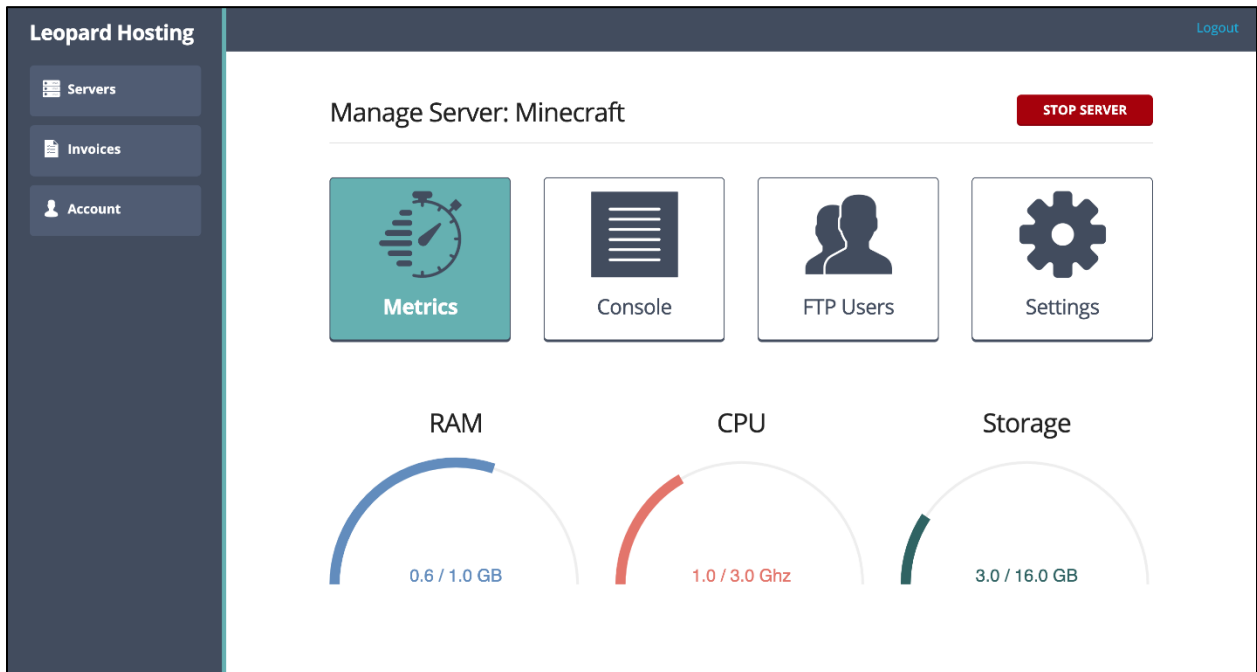 Leopard Hosting
Logout
Servers
Invoices
Account
Manage Server: Minecraft
STOP SERVER
Metrics
Console
FTP Users
Settings
RAM
CPU
Storage
0.6 / 1.0 GB
1.0 / 3.0 Ghz
3.0 / 16.0 GB